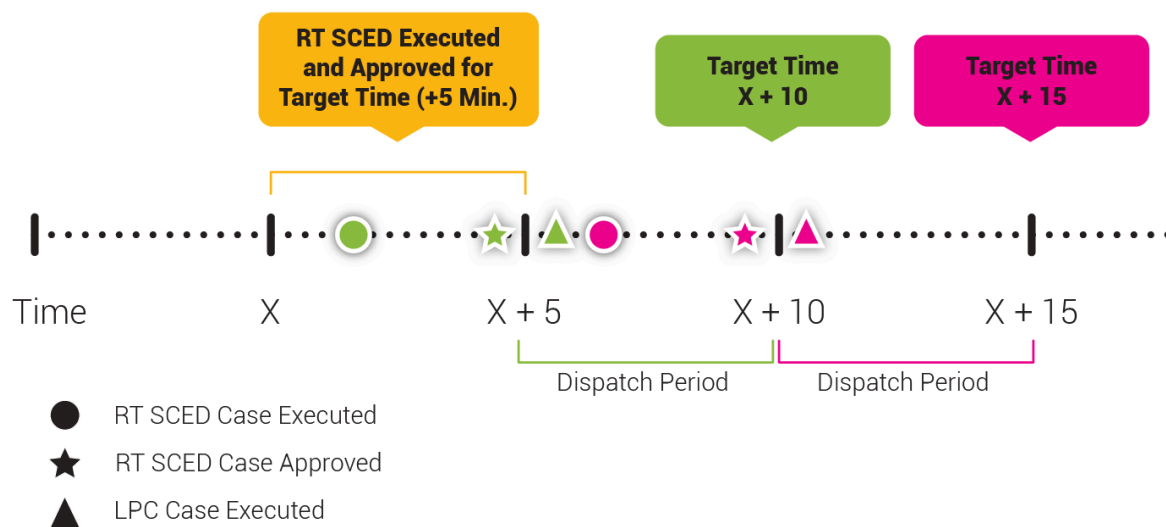 RT SCED Executed
and Approved for
Target Time (+5 Min.)
Target Time
X + 10
Target Time
X + 15
Time
X
X + 5
X + 10
X + 15
Dispatch Period
Dispatch Period
RT SCED Case Executed
RT SCED Case Approved
LPC Case Executed